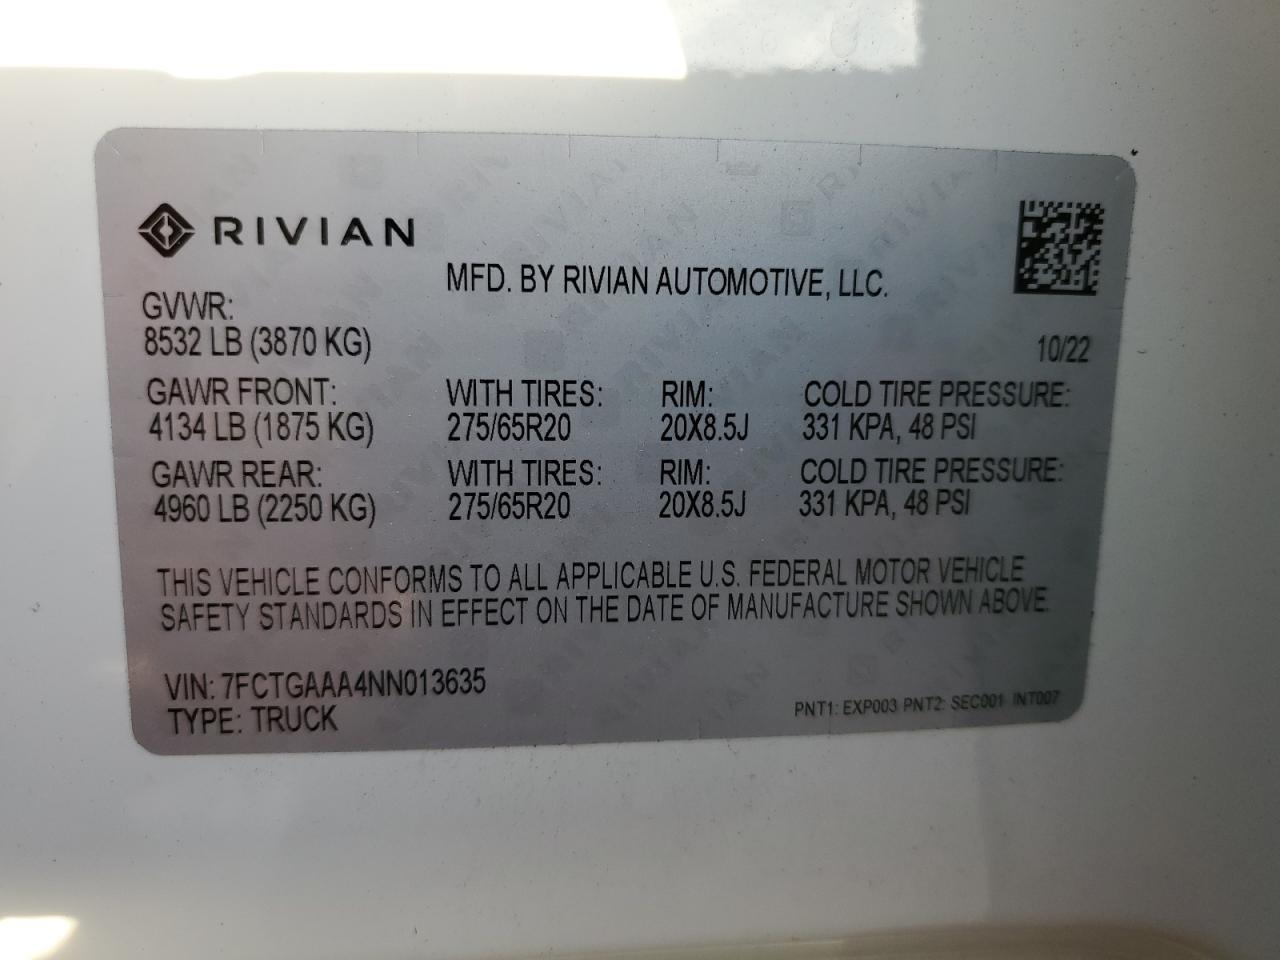 RIVIAN
MFD. BY RIVIAN AUTOMOTIVE, LLC.
GVWR:
8532 LB (3870 KG)
10/22
GAWR FRONT: WITH TIRES: RIM: COLD TIRE PRESSURE:
4134 LB (1875 KG) 275/65R20 20X8.5J 331 KPA, 48 PSI
GAWR REAR: WITH TIRES: RIM: COLD TIRE PRESSURE:
4960 LB (2250 KG) 275/65R20 20X8.5J 331 KPA, 48 PSI
THIS VEHICLE CONFORMS TO ALL APPLICABLE U.S. FEDERAL MOTOR VEHICLE
SAFETY STANDARDS IN EFFECT ON THE DATE OF MANUFACTURE SHOWN ABOVE.
VIN: 7FCTGAAA4NN013635
TYPE: TRUCK
PNT1: EXP003 PNT2: SEC001 INT007